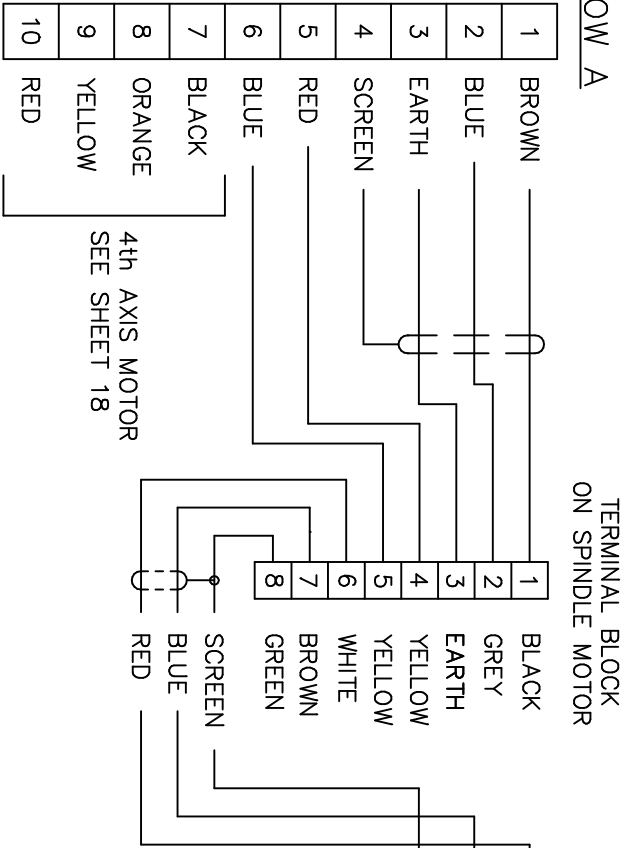 OW A
1 BROWN
2 BLUE
3 EARTH
4 SCREEN
5 RED
6 BLUE
7 BLACK
8 ORANGE
9 YELLOW
10 RED
4th AXIS MOTOR
SEE SHEET 18
TERMINAL BLOCK
ON SPINDLE MOTOR
1 BLACK
2 GREY
3 EARTH
4 YELLOW
5 YELLOW
6 WHITE
7 BROWN
8 GREEN
SCREEN
BLUE
RED